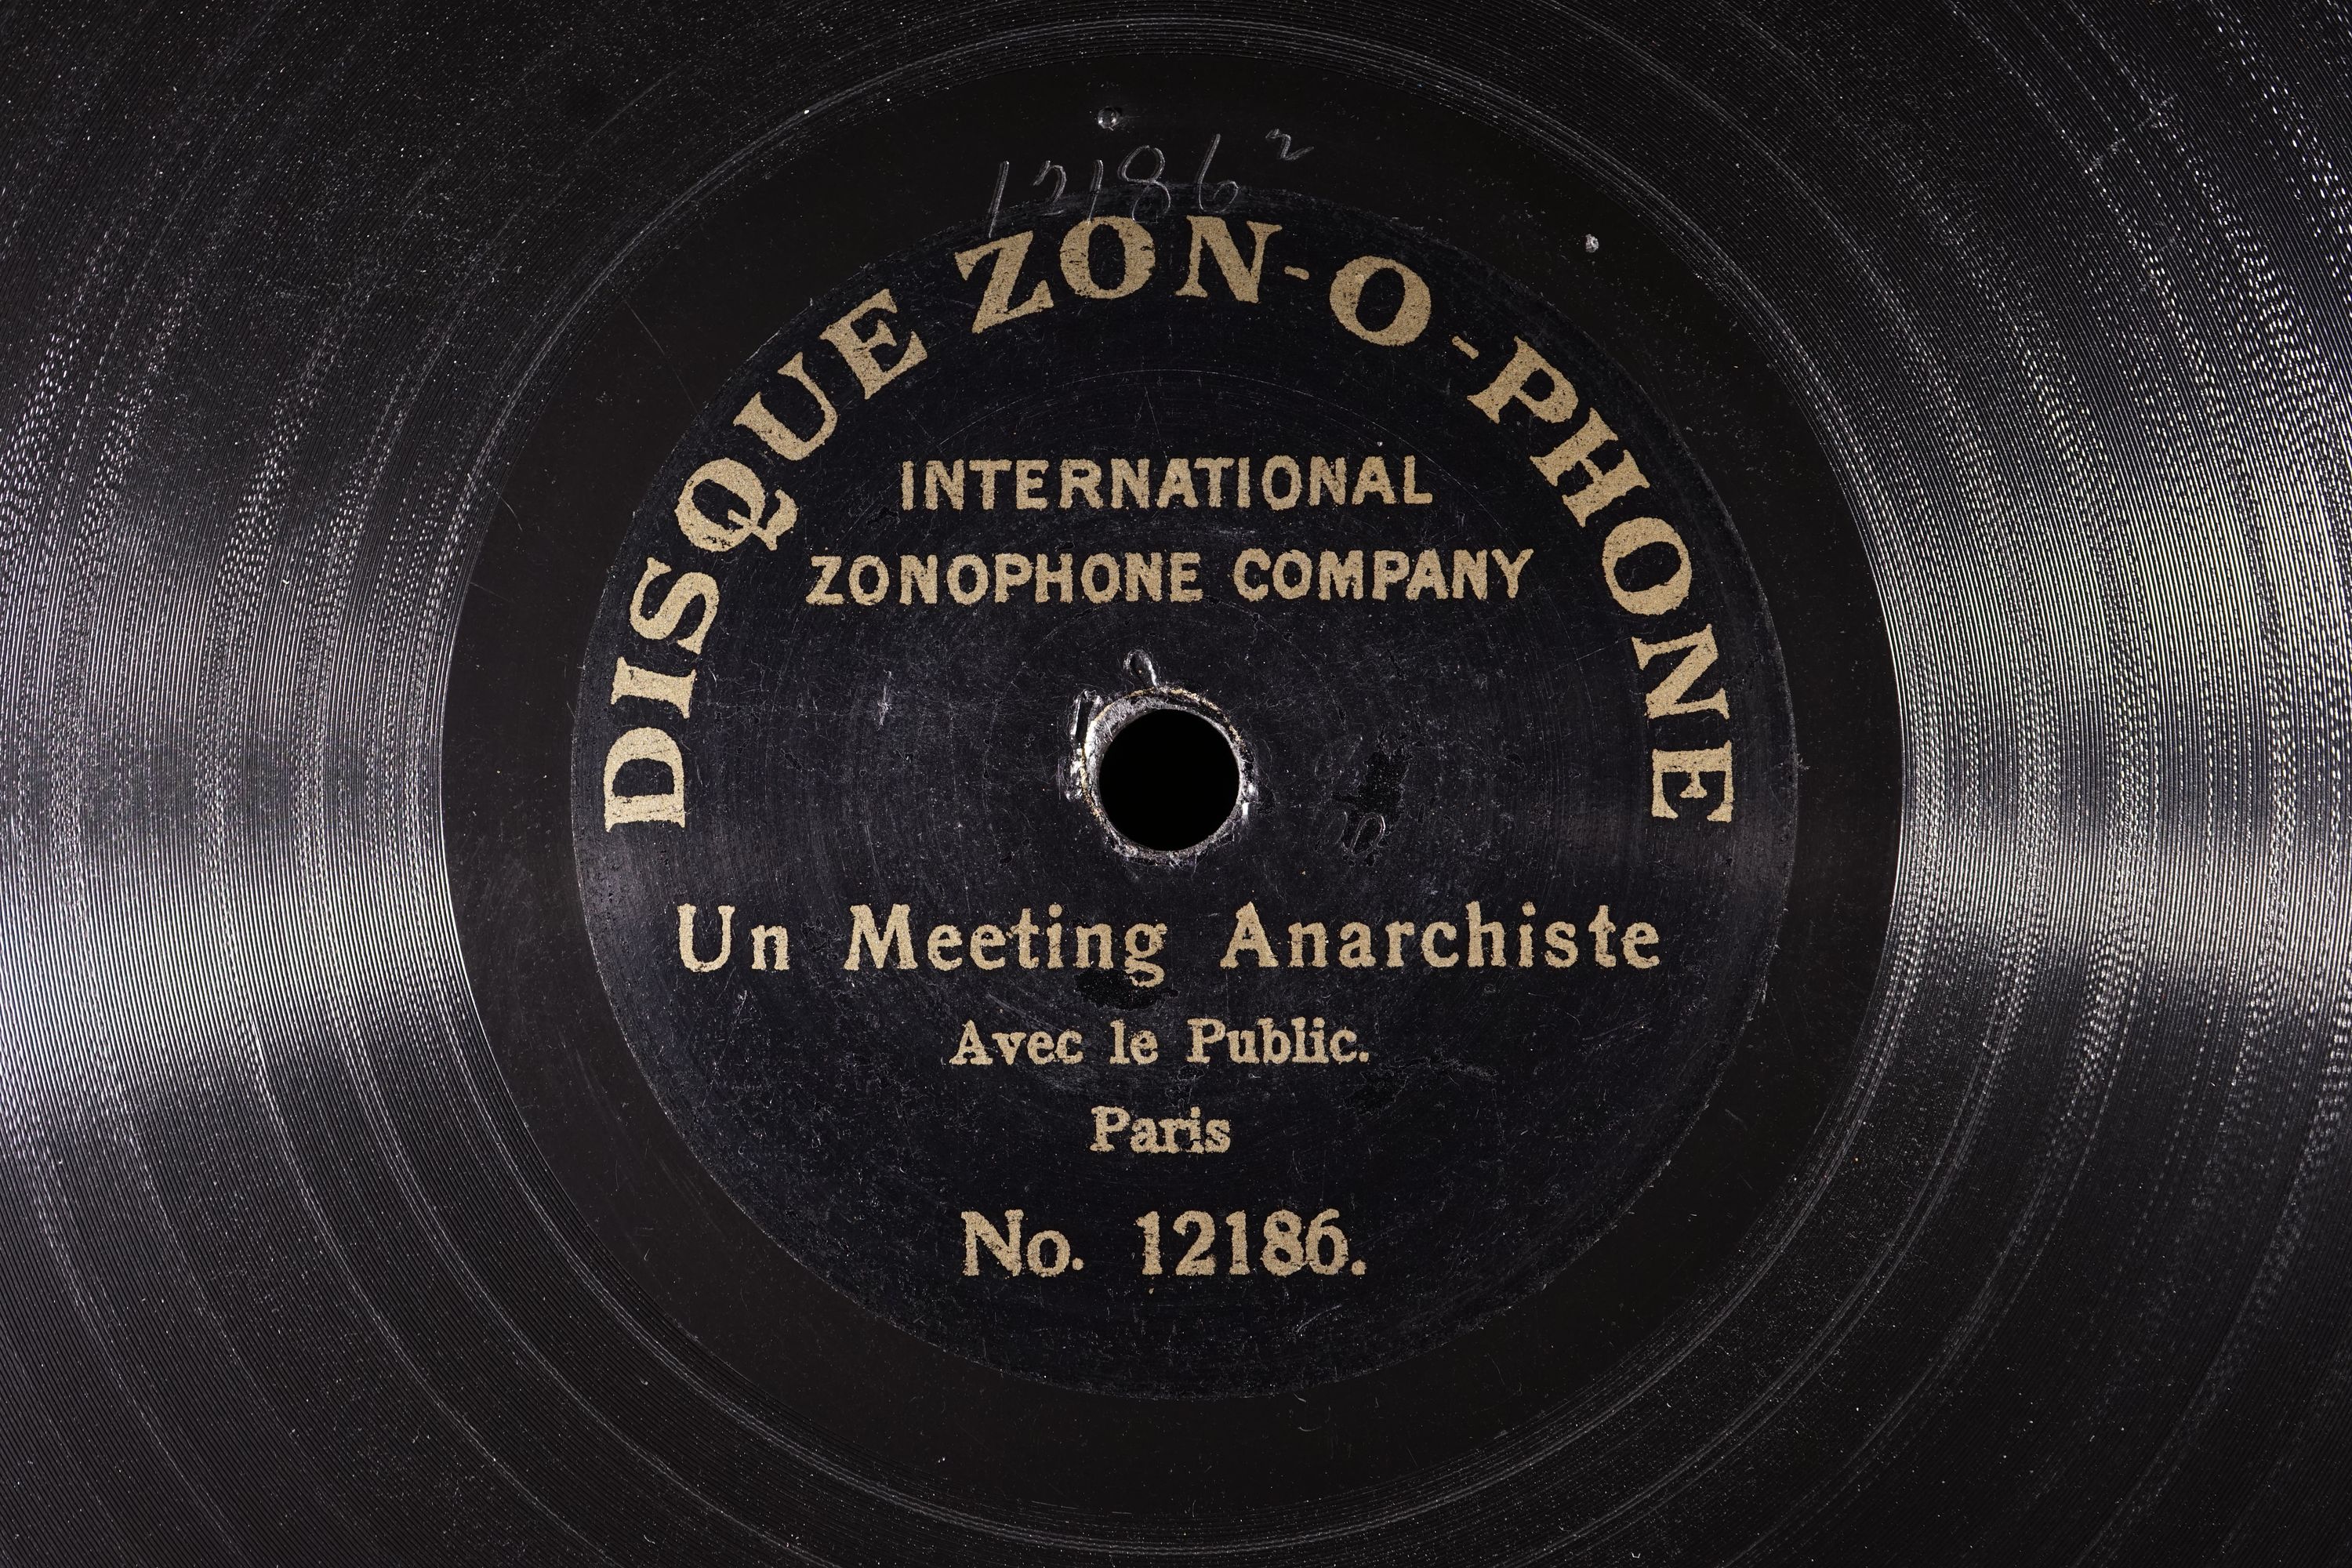 12186²
DISQUE ZON-O-PHONE
INTERNATIONAL
ZONOPHONE COMPANY
Un Meeting Anarchiste
Avec le Public.
Paris
No. 12186.